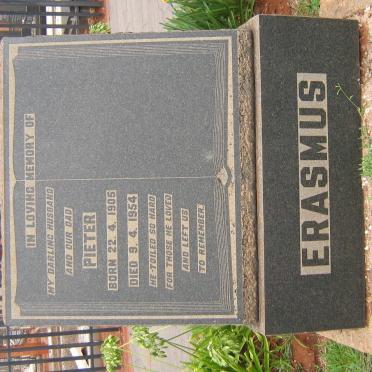 IN LOVING MEMORY OF
MY DARLING HUSBAND
AND OUR DAD
PIETER
BORN 22.4.1906
DIED 9.4.1954
HE TOILED SO HARD
FOR THOSE HE LOVED
AND LEFT US
TO REMEMBER.
ERASMUS